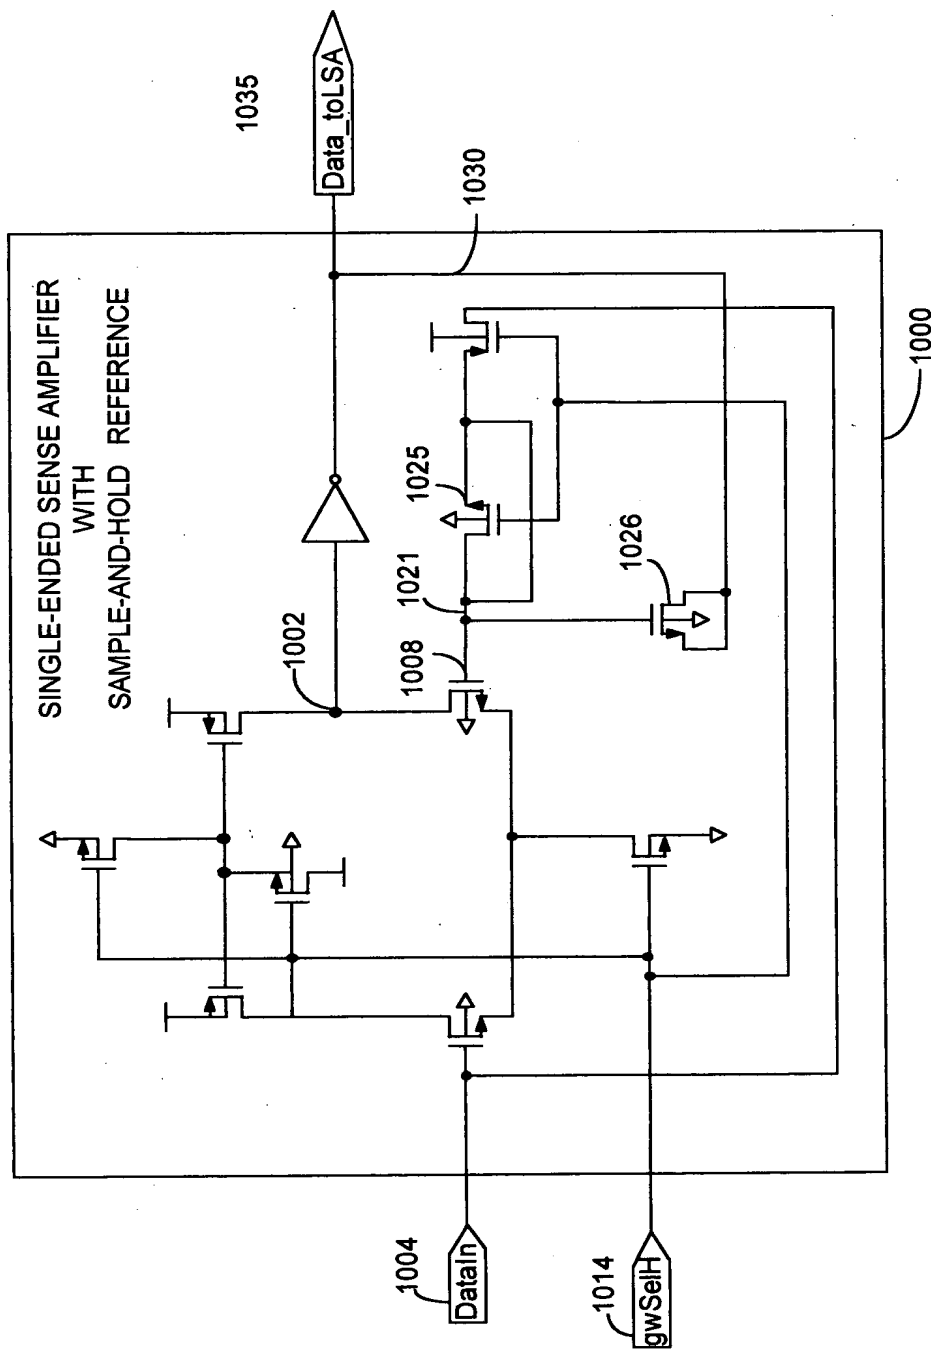 SINGLE-ENDED SENSE AMPLIFIER
WITH
SAMPLE-AND-HOLD REFERENCE
1035
Data_toLSA
1030
1002
1025
1021
1008
1026
1004
DataIn
1014
gwSelH
1000